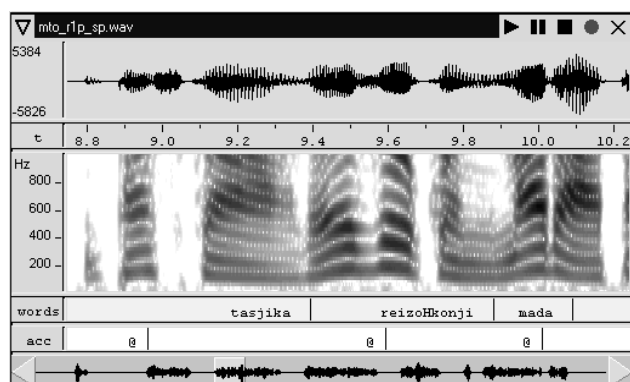 mto_r1p_sp.wav
5384
-5826
t 8.8 9.0 9.2 9.4 9.6 9.8 10.0 10.2
Hz
800
600
400
200
words tasjika reizoHkonji mada
acc @ @ @